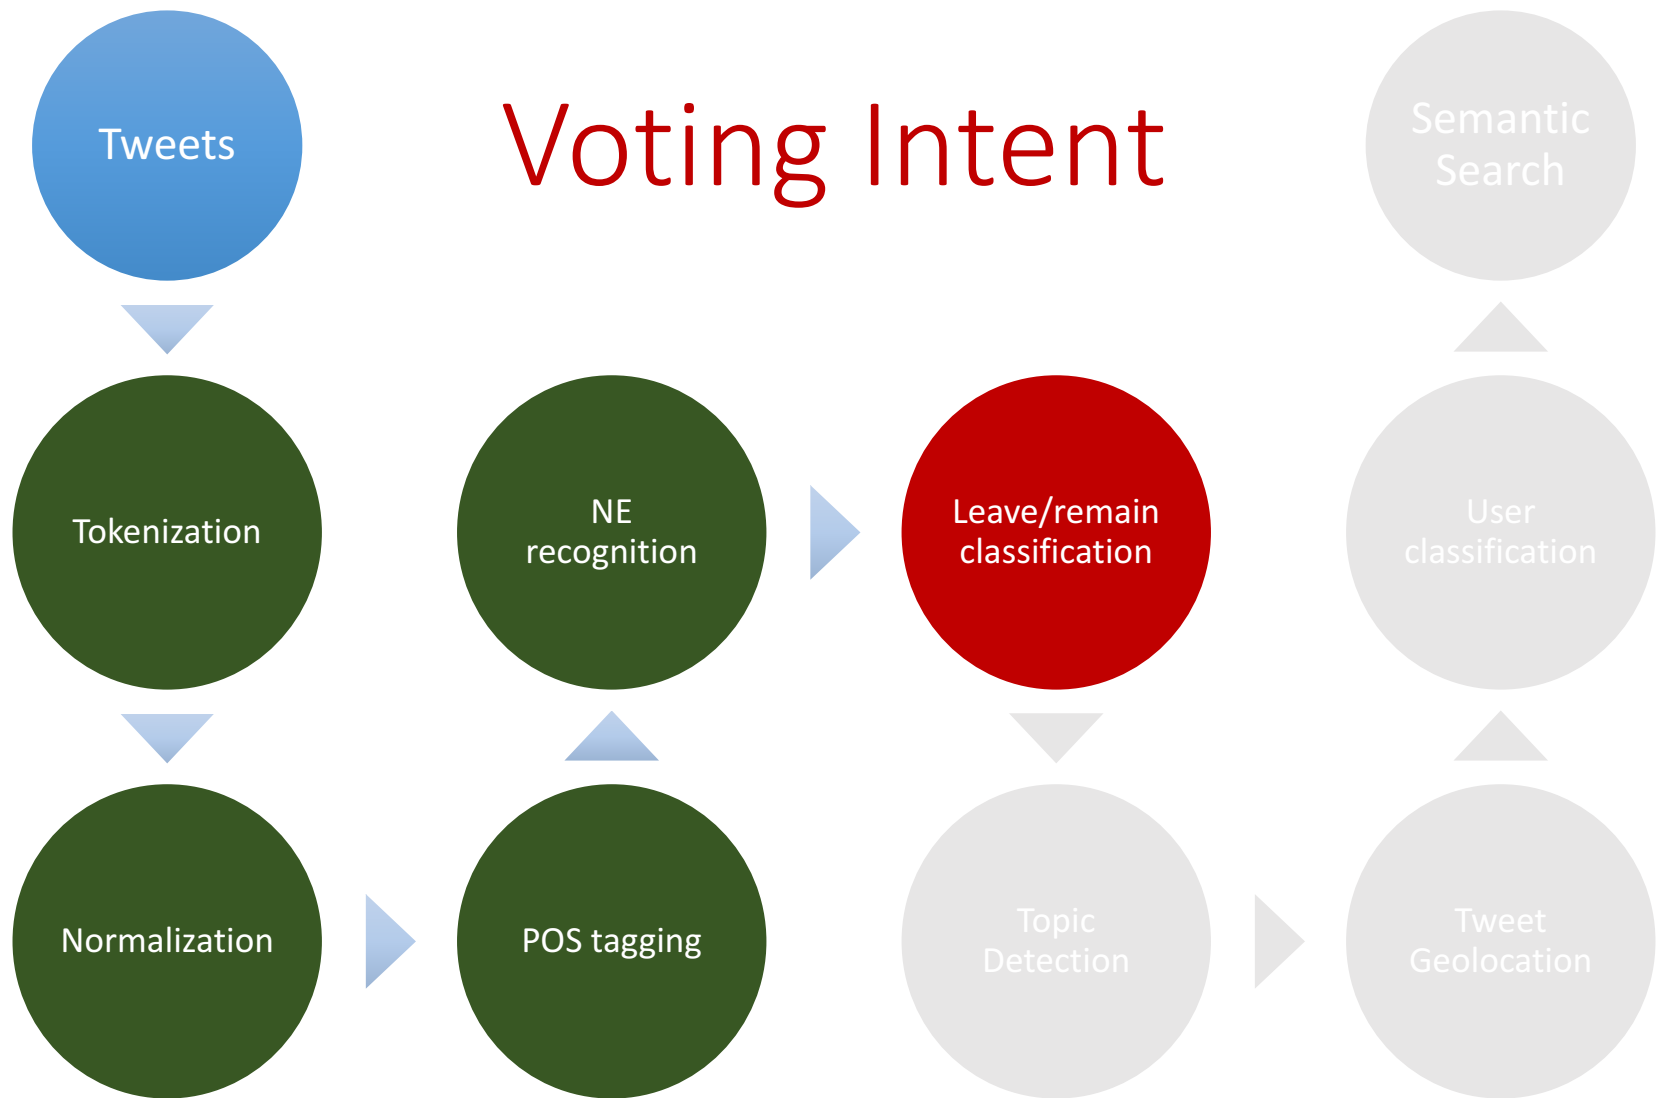 Voting Intent
Tweets
Tokenization
Normalization
POS tagging
NE
recognition
Leave/remain
classification
Topic
Detection
Tweet
Geolocation
User
classification
Semantic
Search